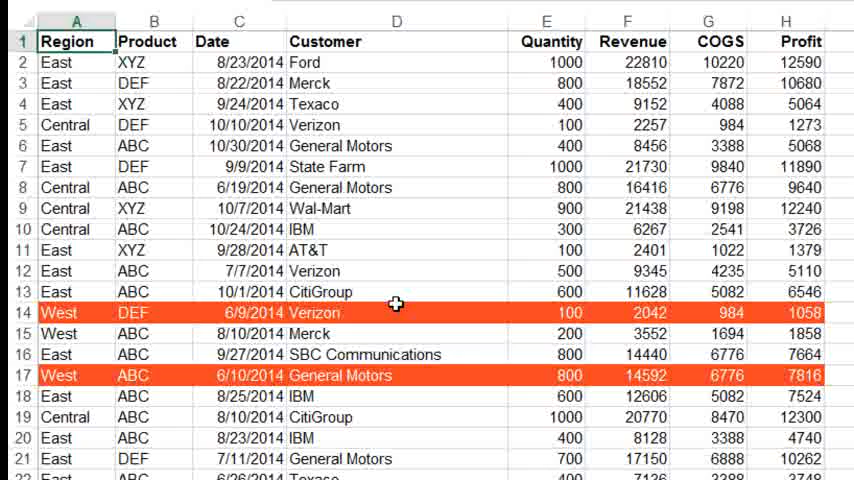 A B C D E F G H
1 Region Product Date Customer Quantity Revenue COGS Profit
2 East XYZ 8/23/2014 Ford 1000 22810 10220 12590
3 East DEF 8/22/2014 Merck 800 18552 7872 10680
4 East XYZ 9/24/2014 Texaco 400 9152 4088 5064
5 Central DEF 10/10/2014 Verizon 100 2257 984 1273
6 East ABC 10/30/2014 General Motors 400 8456 3388 5068
7 East DEF 9/9/2014 State Farm 1000 21730 9840 11890
8 Central ABC 6/19/2014 General Motors 800 16416 6776 9640
9 Central XYZ 10/7/2014 Wal-Mart 900 21438 9198 12240
10 Central ABC 10/24/2014 IBM 300 6267 2541 3726
11 East XYZ 9/28/2014 AT&T 100 2401 1022 1379
12 East ABC 7/7/2014 Verizon 500 9345 4235 5110
13 East ABC 10/1/2014 CitiGroup 600 11628 5082 6546
14 West DEF 6/9/2014 Verizon 100 2042 984 1058
15 West ABC 8/10/2014 Merck 200 3552 1694 1858
16 East ABC 9/27/2014 SBC Communications 800 14440 6776 7664
17 West ABC 6/10/2014 General Motors 800 14592 6776 7816
18 East ABC 8/25/2014 IBM 600 12606 5082 7524
19 Central ABC 8/10/2014 CitiGroup 1000 20770 8470 12300
20 East ABC 8/23/2014 IBM 400 8128 3388 4740
21 East DEF 7/11/2014 General Motors 700 17150 6888 10262
22 East ABC 6/26/2014 Texaco 400 7136 3388 3748